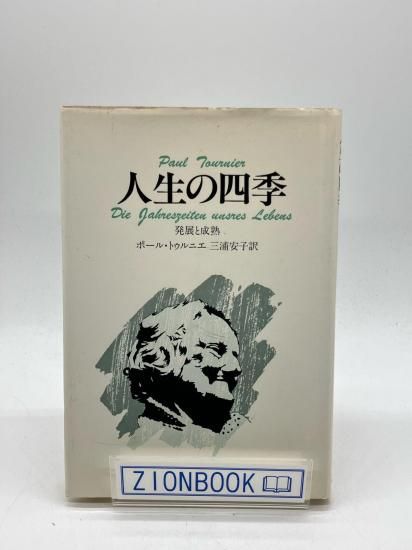 Paul Tournier
人生の四季
Die Jahreszeiten unsres Lebens
発展と成熟
ポール・トゥルニエ 三浦安子訳
ZIONBOOK